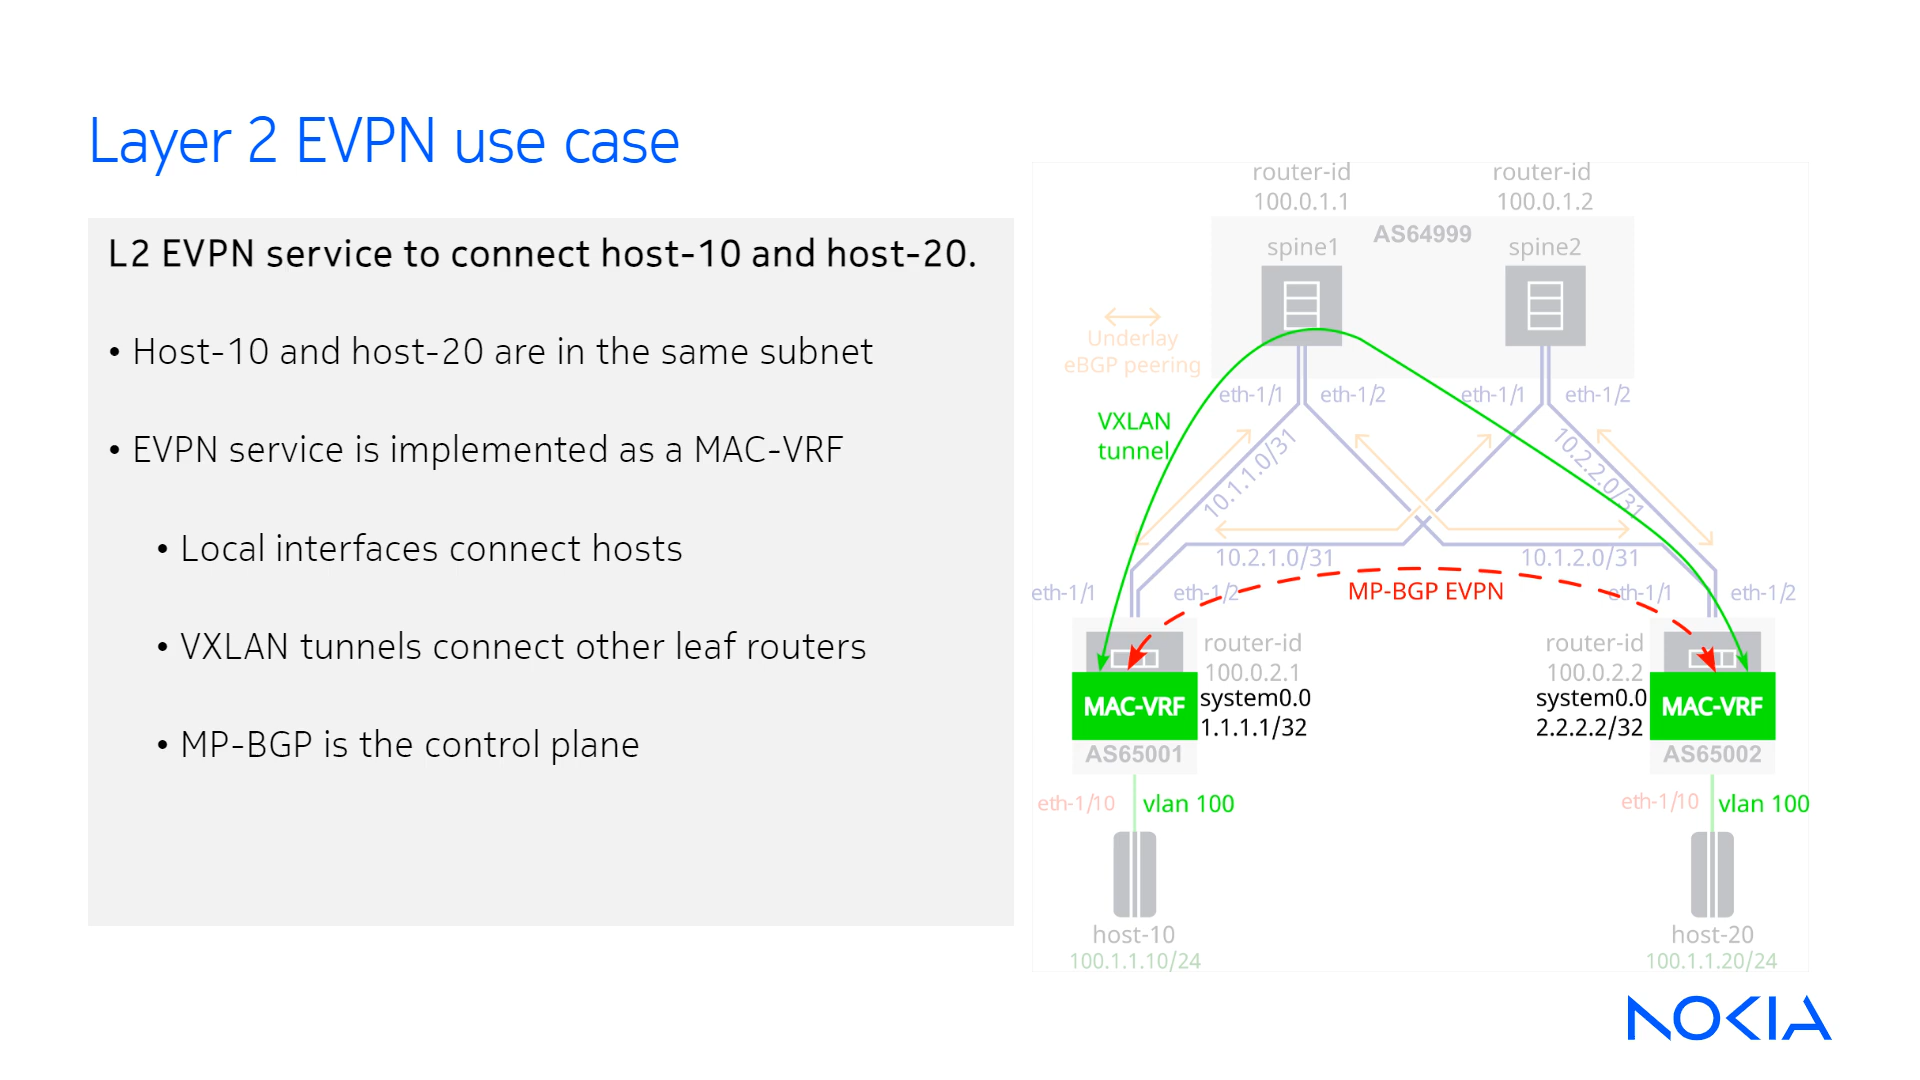 Layer 2 EVPN use case
L2 EVPN service to connect host-10 and host-20.
• Host-10 and host-20 are in the same subnet
• EVPN service is implemented as a MAC-VRF
• Local interfaces connect hosts
• VXLAN tunnels connect other leaf routers
• MP-BGP is the control plane
router-id
100.0.1.1
router-id
100.0.1.2
AS64999
spine1
spine2
Underlay
eBGP peering
eth-1/1
eth-1/2
eth-1/1
eth-1/2
VXLAN
tunnel
10.1.1.0/31
10.2.2.0/31
10.2.1.0/31
10.1.2.0/31
eth-1/1
eth-1/2
MP-BGP EVPN
eth-1/1
eth-1/2
router-id
100.0.2.1
router-id
100.0.2.2
MAC-VRF
system0.0
1.1.1.1/32
system0.0
2.2.2.2/32
MAC-VRF
AS65001
AS65002
eth-1/10
vlan 100
eth-1/10
vlan 100
host-10
100.1.1.10/24
host-20
100.1.1.20/24
NOKIA